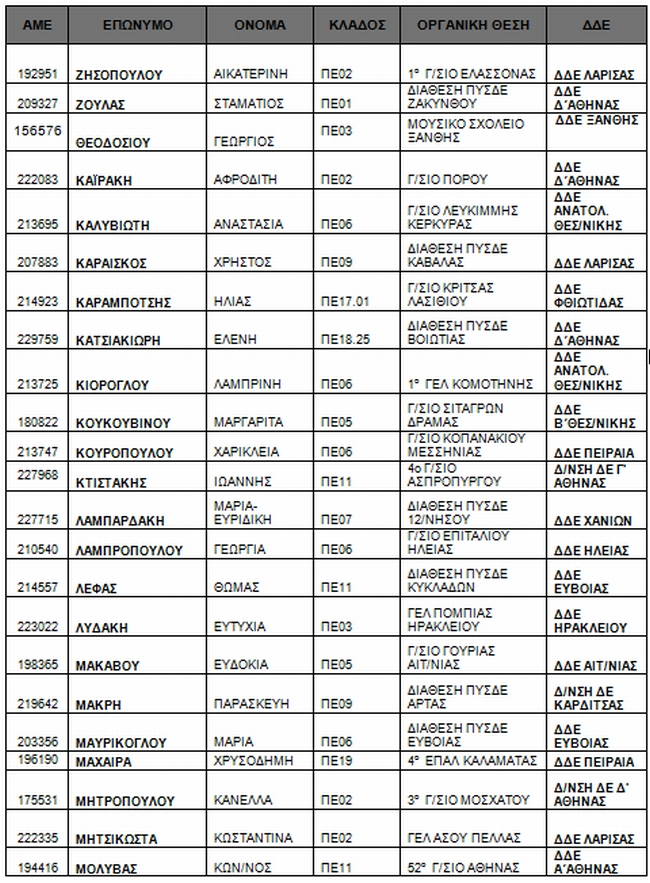 ΑΜΕ ΕΠΩΝΥΜΟ ΟΝΟΜΑ ΚΛΑΔΟΣ ΟΡΓΑΝΙΚΗ ΘΕΣΗ ΔΔΕ
192951 ΖΗΣΟΠΟΥΛΟΥ ΑΙΚΑΤΕΡΙΝΗ ΠΕ02 1º Γ/ΣΙΟ ΕΛΑΣΣΟΝΑΣ ΔΔΕ ΛΑΡΙΣΑΣ
ΔΙΑΘΕΣΗ ΠΥΣΔΕ ΔΔΕ
209327 ΖΟΥΛΑΣ ΣΤΑΜΑΤΙΟΣ ΠΕ01 ΖΑΚΥΝΘΟΥ Δ΄ΑΘΗΝΑΣ
156576 ΠΕ03 ΜΟΥΣΙΚΟ ΣΧΟΛΕΙΟ ΔΔΕ ΞΑΝΘΗΣ
ΘΕΟΔΟΣΙΟΥ ΓΕΩΡΓΙΟΣ ΞΑΝΘΗΣ
ΔΔΕ
222083 ΚΑΪΡΑΚΗ ΑΦΡΟΔΙΤΗ ΠΕ02 Γ/ΣΙΟ ΠΟΡΟΥ Δ΄ΑΘΗΝΑΣ
ΔΔΕ
Γ/ΣΙΟ ΛΕΥΚΙΜΜΗΣ ΑΝΑΤΟΛ.
213695 ΚΑΛΥΒΙΩΤΗ ΑΝΑΣΤΑΣΙΑ ΠΕ06 ΚΕΡΚΥΡΑΣ ΘΕΣ/ΝΙΚΗΣ
ΔΙΑΘΕΣΗ ΠΥΣΔΕ
207883 ΚΑΡΑΙΣΚΟΣ ΧΡΗΣΤΟΣ ΠΕ09 ΚΑΒΑΛΑΣ ΔΔΕ ΛΑΡΙΣΑΣ
Γ/ΣΙΟ ΚΡΙΤΣΑΣ ΔΔΕ
214923 ΚΑΡΑΜΠΟΤΣΗΣ ΗΛΙΑΣ ΠΕ17.01 ΛΑΣΙΘΙΟΥ ΦΘΙΩΤΙΔΑΣ
ΔΙΑΘΕΣΗ ΠΥΣΔΕ ΔΔΕ
229759 ΚΑΤΣΙΑΚΙΩΡΗ ΕΛΕΝΗ ΠΕ18.25 ΒΟΙΩΤΙΑΣ Δ΄ΑΘΗΝΑΣ
ΔΔΕ
ΑΝΑΤΟΛ.
213725 ΚΙΟΡΟΓΛΟΥ ΛΑΜΠΡΙΝΗ ΠΕ06 1º ΓΕΛ ΚΟΜΟΤΗΝΗΣ ΘΕΣ/ΝΙΚΗΣ
Γ/ΣΙΟ ΣΙΤΑΓΡΩΝ ΔΔΕ
180822 ΚΟΥΚΟΥΒΙΝΟΥ ΜΑΡΓΑΡΙΤΑ ΠΕ05 ΔΡΑΜΑΣ Β΄ΘΕΣ/ΝΙΚΗΣ
Γ/ΣΙΟ ΚΟΠΑΝΑΚΙΟΥ
213747 ΚΟΥΡΟΠΟΥΛΟΥ ΧΑΡΙΚΛΕΙΑ ΠΕ06 ΜΕΣΣΗΝΙΑΣ ΔΔΕ ΠΕΙΡΑΙΑ
227968 4ο Γ/ΣΙΟ Δ/ΝΣΗ ΔΕ Γ'
ΚΤΙΣΤΑΚΗΣ ΙΩΑΝΝΗΣ ΠΕ11 ΑΣΠΡΟΠΥΡΓΟΥ ΑΘΗΝΑΣ
ΜΑΡΙΑ- ΔΙΑΘΕΣΗ ΠΥΣΔΕ
227715 ΛΑΜΠΑΡΔΑΚΗ ΕΥΡΙΔΙΚΗ ΠΕ07 12/ΝΗΣΟΥ ΔΔΕ ΧΑΝΙΩΝ
Γ/ΣΙΟ ΕΠΙΤΑΛΙΟΥ
210540 ΛΑΜΠΡΟΠΟΥΛΟΥ ΓΕΩΡΓΙΑ ΠΕ06 ΗΛΕΙΑΣ ΔΔΕ ΗΛΕΙΑΣ
ΔΙΑΘΕΣΗ ΠΥΣΔΕ ΔΔΕ
214557 ΛΕΦΑΣ ΘΩΜΑΣ ΠΕ11 ΚΥΚΛΑΔΩΝ ΕΥΒΟΙΑΣ
ΓΕΛ ΠΟΜΠΙΑΣ ΔΔΕ
223022 ΛΥΔΑΚΗ ΕΥΤΥΧΙΑ ΠΕ03 ΗΡΑΚΛΕΙΟΥ ΗΡΑΚΛΕΙΟΥ
Γ/ΣΙΟ ΓΟΥΡΙΑΣ
198365 ΜΑΚΑΒΟΥ ΕΥΔΟΚΙΑ ΠΕ05 ΑΙΤ/ΝΙΑΣ ΔΔΕ ΑΙΤ/ΝΙΑΣ
ΔΙΑΘΕΣΗ ΠΥΣΔΕ Δ/ΝΣΗ ΔΕ
219642 ΜΑΚΡΗ ΠΑΡΑΣΚΕΥΗ ΠΕ09 ΑΡΤΑΣ ΚΑΡΔΙΤΣΑΣ
ΔΙΑΘΕΣΗ ΠΥΣΔΕ ΔΔΕ
203356 ΜΑΥΡΙΚΟΓΛΟΥ ΜΑΡΙΑ ΠΕ06 ΕΥΒΟΙΑΣ ΕΥΒΟΙΑΣ
196190 ΜΑΧΑΙΡΑ ΧΡΥΣΟΔΗΜΗ ΠΕ19 4º ΕΠΑΛ ΚΑΛΑΜΑΤΑΣ ΔΔΕ ΠΕΙΡΑΙΑ
Δ/ΝΣΗ ΔΕ Δ'
175531 ΜΗΤΡΟΠΟΥΛΟΥ ΚΑΝΕΛΛΑ ΠΕ02 3º Γ/ΣΙΟ ΜΟΣΧΑΤΟΥ ΑΘΗΝΑΣ
222335 ΜΗΤΣΙΚΩΣΤΑ ΚΩΣΤΑΝΤΙΝΑ ΠΕ02 ΓΕΛ ΑΣΟΥ ΠΕΛΛΑΣ ΔΔΕ ΛΑΡΙΣΑΣ
ΔΔΕ
194416 ΜΟΛΥΒΑΣ ΚΩΝ/ΝΟΣ ΠΕ11 52º Γ/ΣΙΟ ΑΘΗΝΑΣ Α΄ΑΘΗΝΑΣ